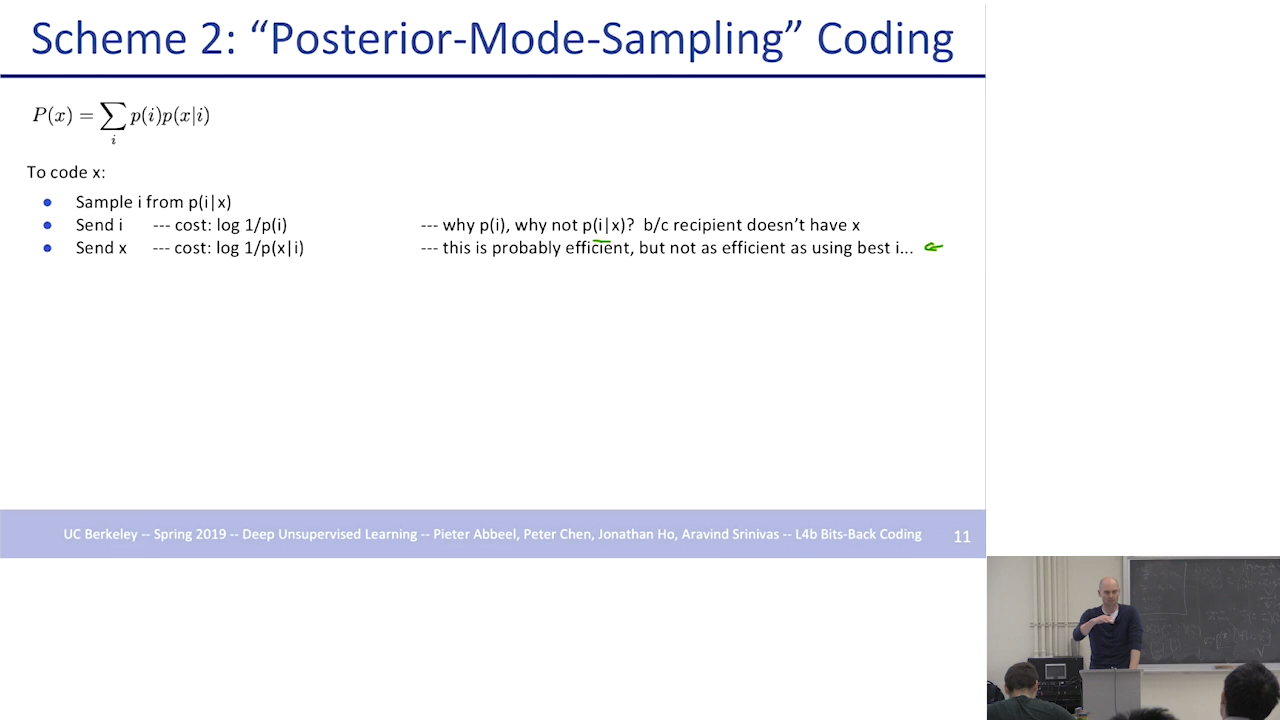 Scheme 2: “Posterior-Mode-Sampling” Coding
P(x) = ∑ p(i)p(x|i)
i
To code x:
● Sample i from p(i|x)
● Send i --- cost: log 1/p(i) --- why p(i), why not p(i|x)? b/c recipient doesn’t have x
● Send x --- cost: log 1/p(x|i) --- this is probably efficient, but not as efficient as using best i...
UC Berkeley -- Spring 2019 -- Deep Unsupervised Learning -- Pieter Abbeel, Peter Chen, Jonathan Ho, Aravind Srinivas -- L4b Bits-Back Coding 11